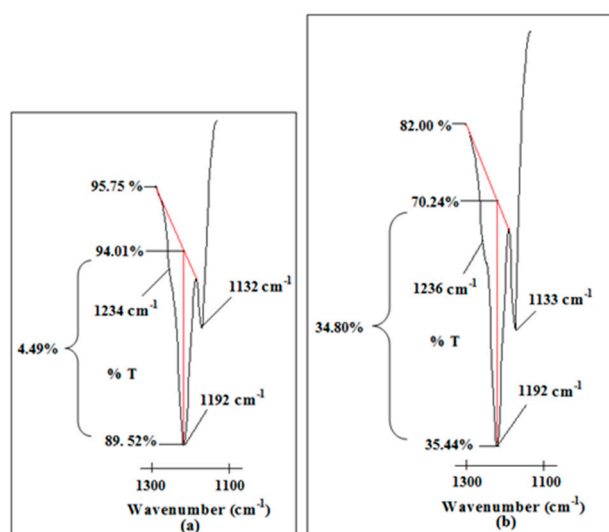 95.75 %
94.01%
1234 cm-1
1132 cm-1
4.49%
% T
1192 cm-1
89. 52%
1300
1100
Wavenumber (cm-1)
(a)
82.00 %
70.24%
1236 cm-1
1133 cm-1
34.80%
% T
1192 cm-1
35.44%
1300
1100
Wavenumber (cm-1)
(b)